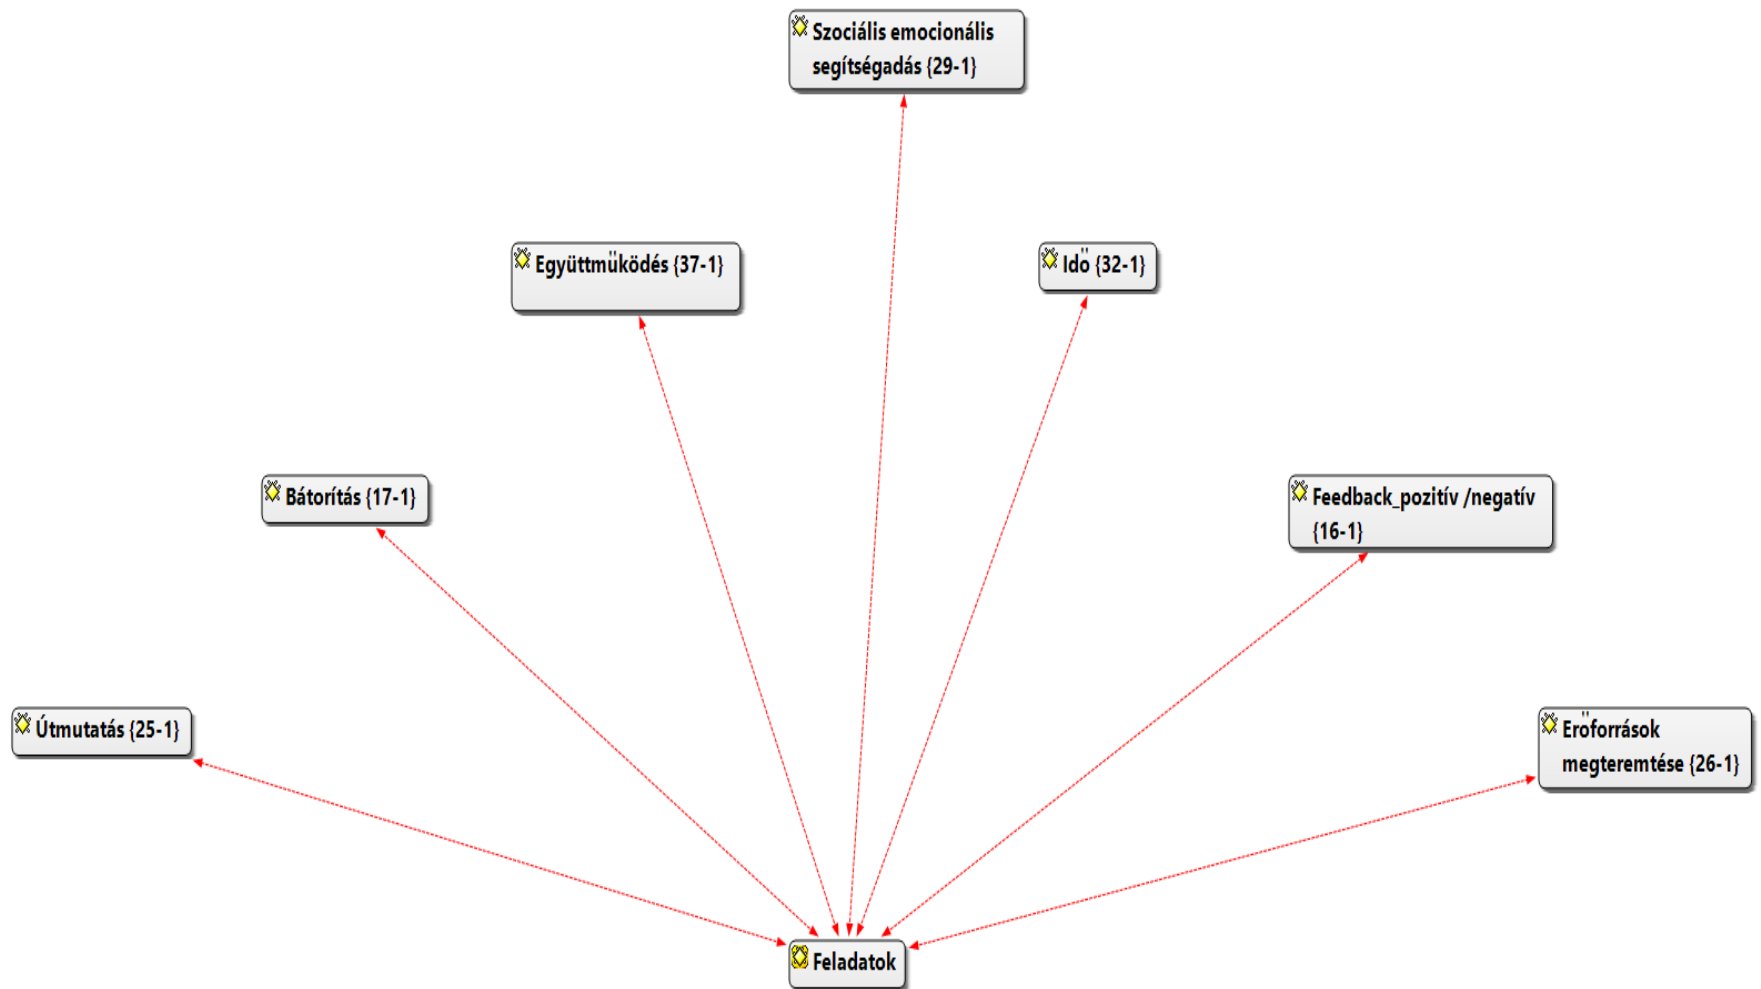 Szociális emocionális
segítségadás {29-1}
Együttműködés {37-1}
Idő {32-1}
Bátorítás {17-1}
Feedback_pozitív /negatív
{16-1}
Útmutatás {25-1}
Erőforrások
megteremtése {26-1}
Feladatok